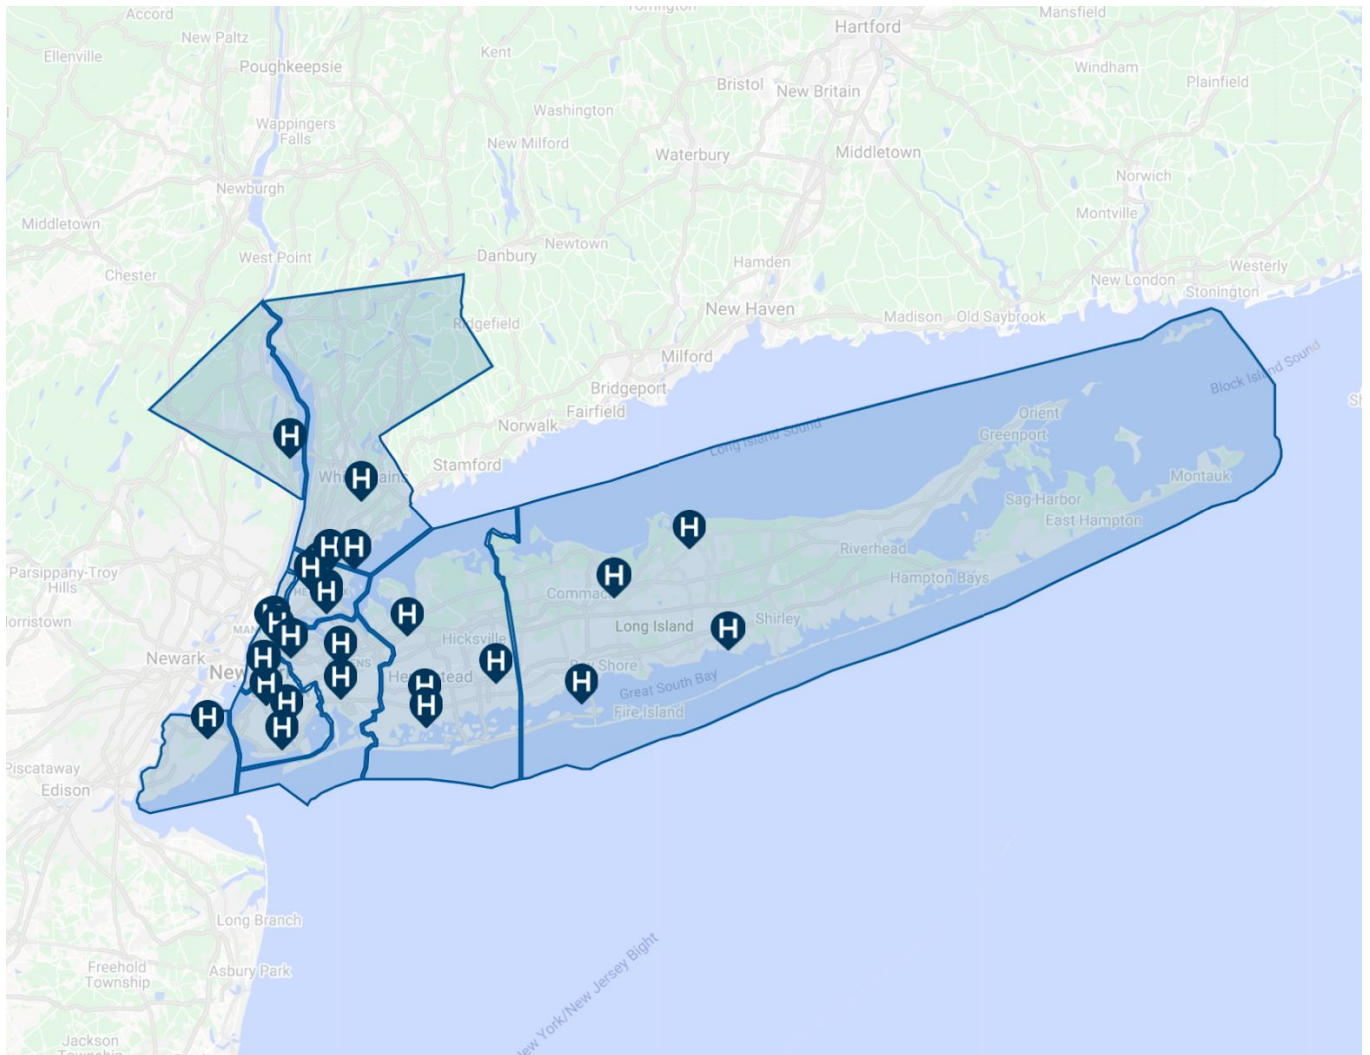 Accord
Torrington
Mansfield
Hartford
New Paltz
Kent
Ellenville
Poughkeepsie
Windham
Bristol
Plainfield
New Britain
Washington
Wappingers
Falls
New Milford
Waterbury
Middletown
Newburgh
Norwich
Middletown
Montville
Newtown
West Point
Danbury
Hamden
Chester
Westerly
New London
Stonington
New Haven
Madison
Old Saybrook
Ridgefield
Milford
Block Island Sound
Bridgeport
Fairfield
Orient
Norwalk
Long Island Sound
Greenport
H
Stamford
H
Montauk
Sag Harbor
East Hampton
H
H
H
Riverhead
H
Parsippany-Troy
Hills
H
Hampton Bays
H
H
H
Shirley
Long Island
H
H
Hicksville
H
H
Newark
H
H
H
H
H
H
Great South Bay
H
H
Fire Island
H
H
Piscataway
Edison
Long Branch
Freehold
Township
Asbury Park
New York/New Jersey Bight
Jackson
Township